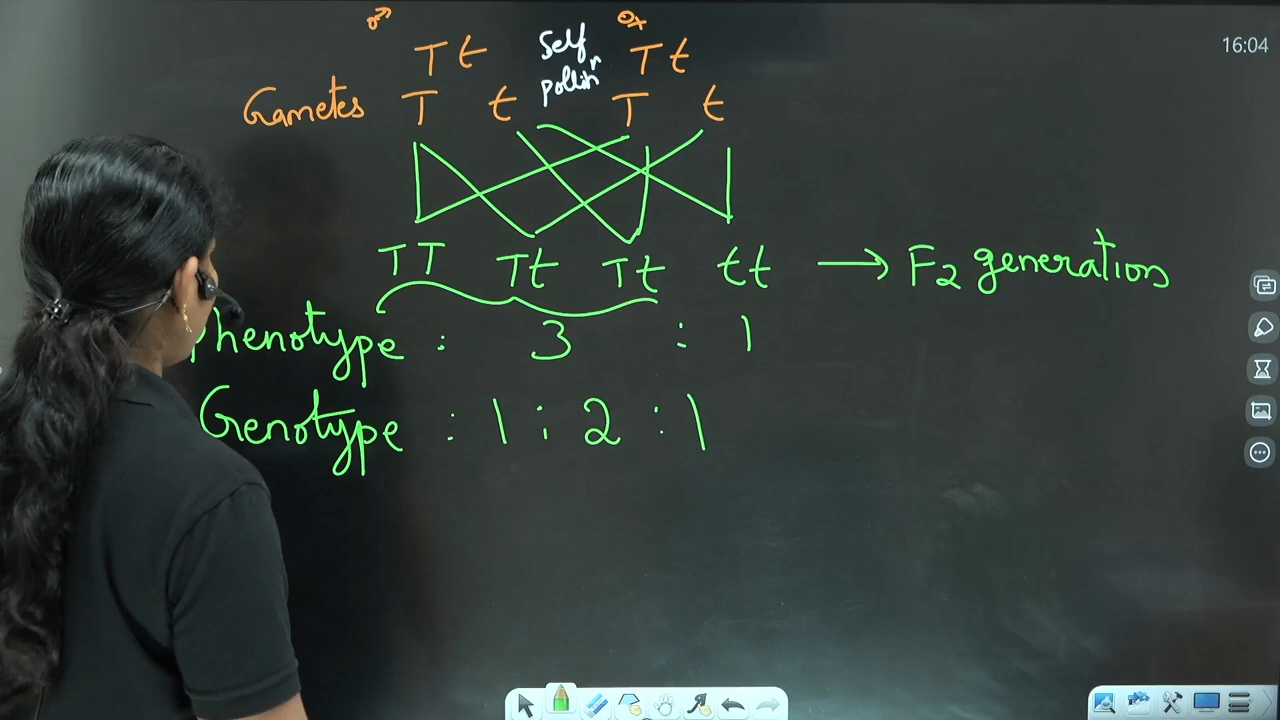 ♂ ♀
Tt Self pollinⁿ Tt
Gametes T t T t
TT Tt Tt tt → F2 generation
Phenotype : 3 : 1
Genotype : 1 : 2 : 1
16:04